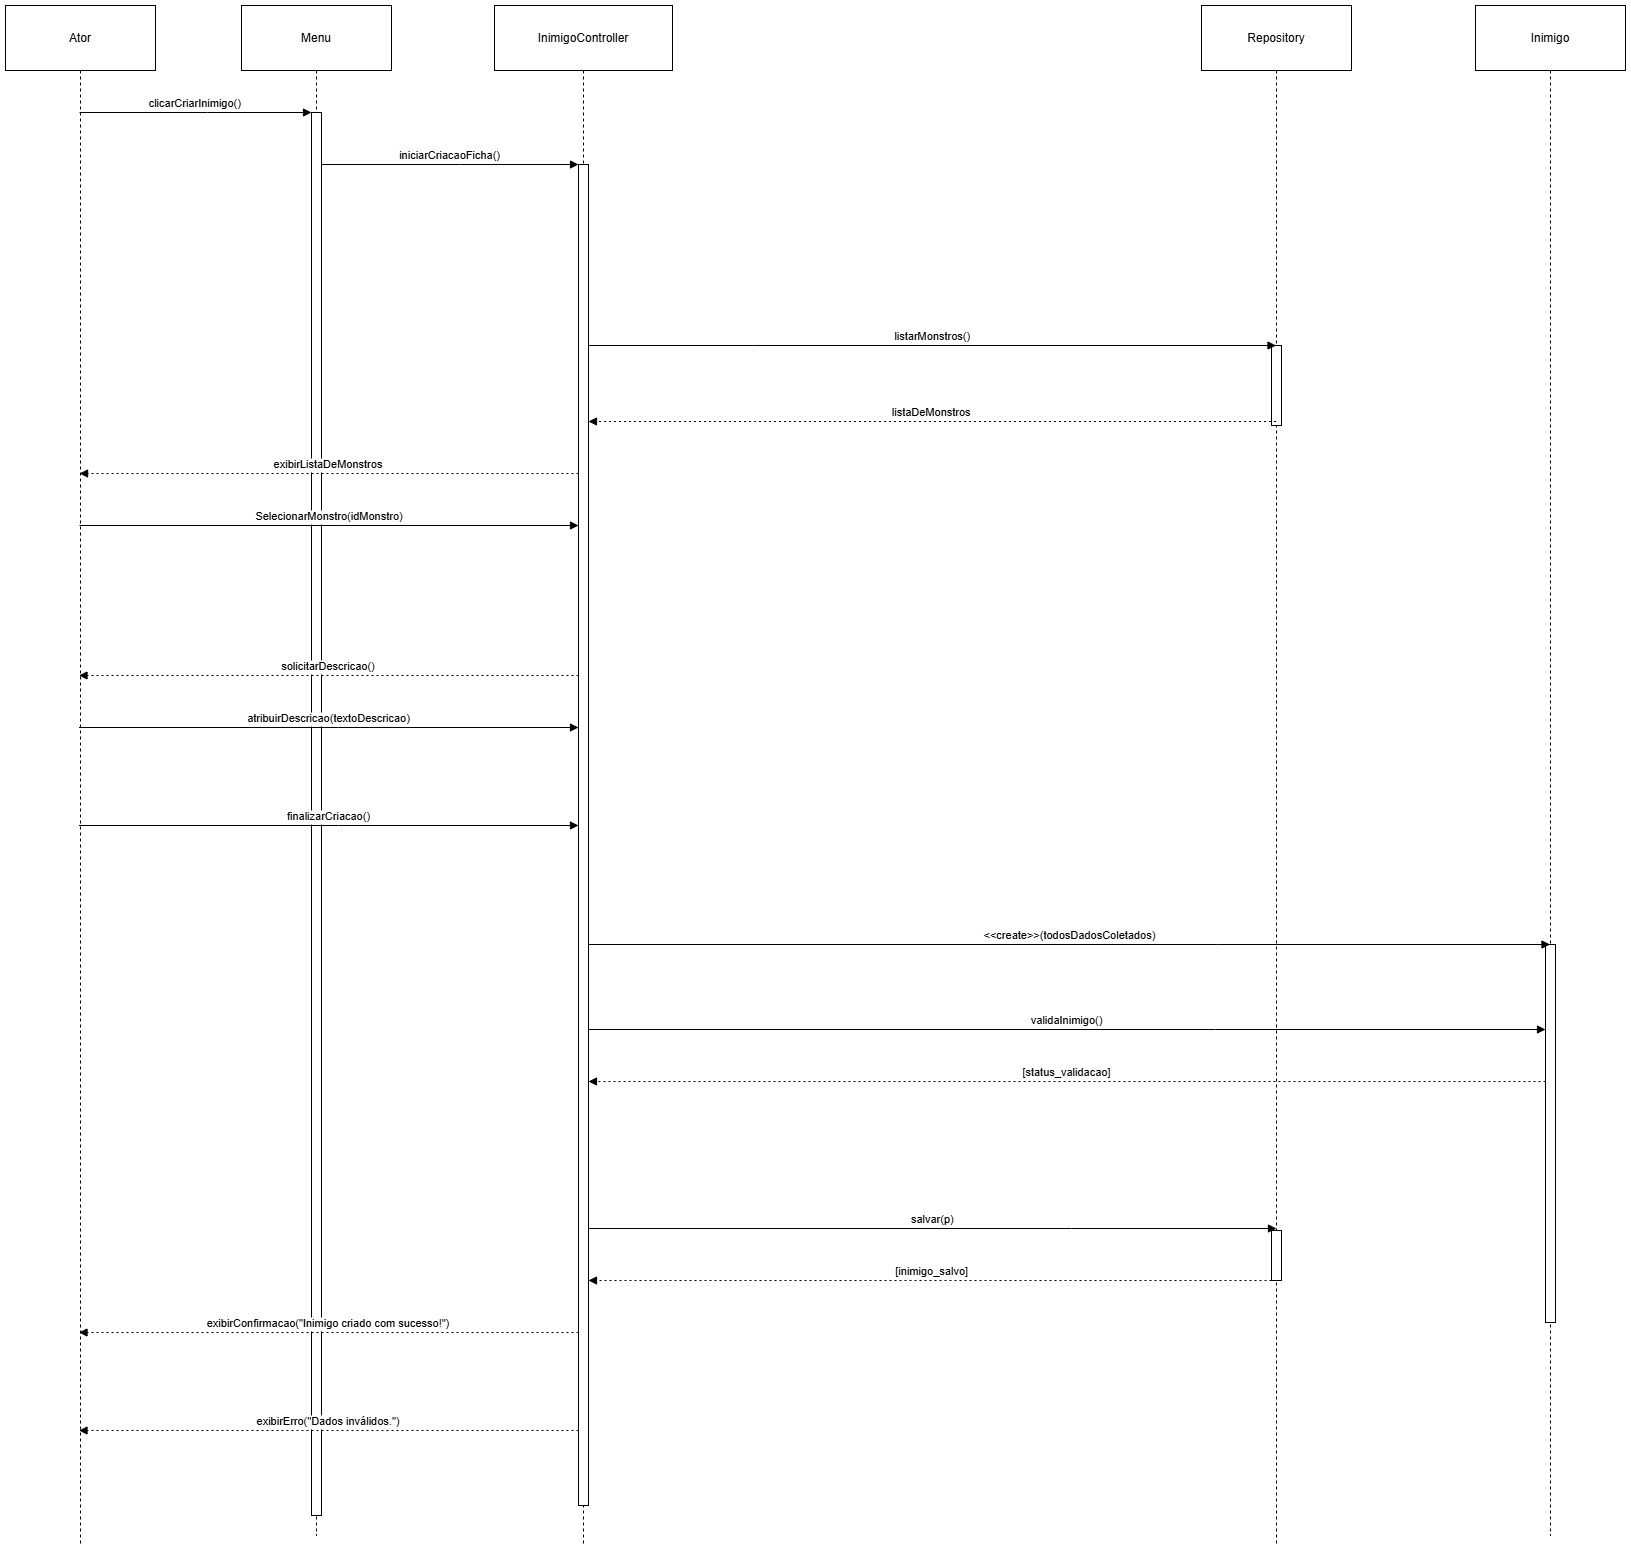 Ator
Menu
InimigoController
Repository
Inimigo
clicarCriarInimigo()
iniciarCriacaoFicha()
listarMonstros()
listaDeMonstros
exibirListaDeMonstros
SelecionarMonstro(idMonstro)
solicitarDescricao()
atribuirDescricao(textoDescricao)
finalizarCriacao()
<<create>>(todosDadosColetados)
validaInimigo()
[status_validacao]
salvar(p)
[inimigo_salvo]
exibirConfirmacao("Inimigo criado com sucesso!")
exibirErro("Dados inválidos.")